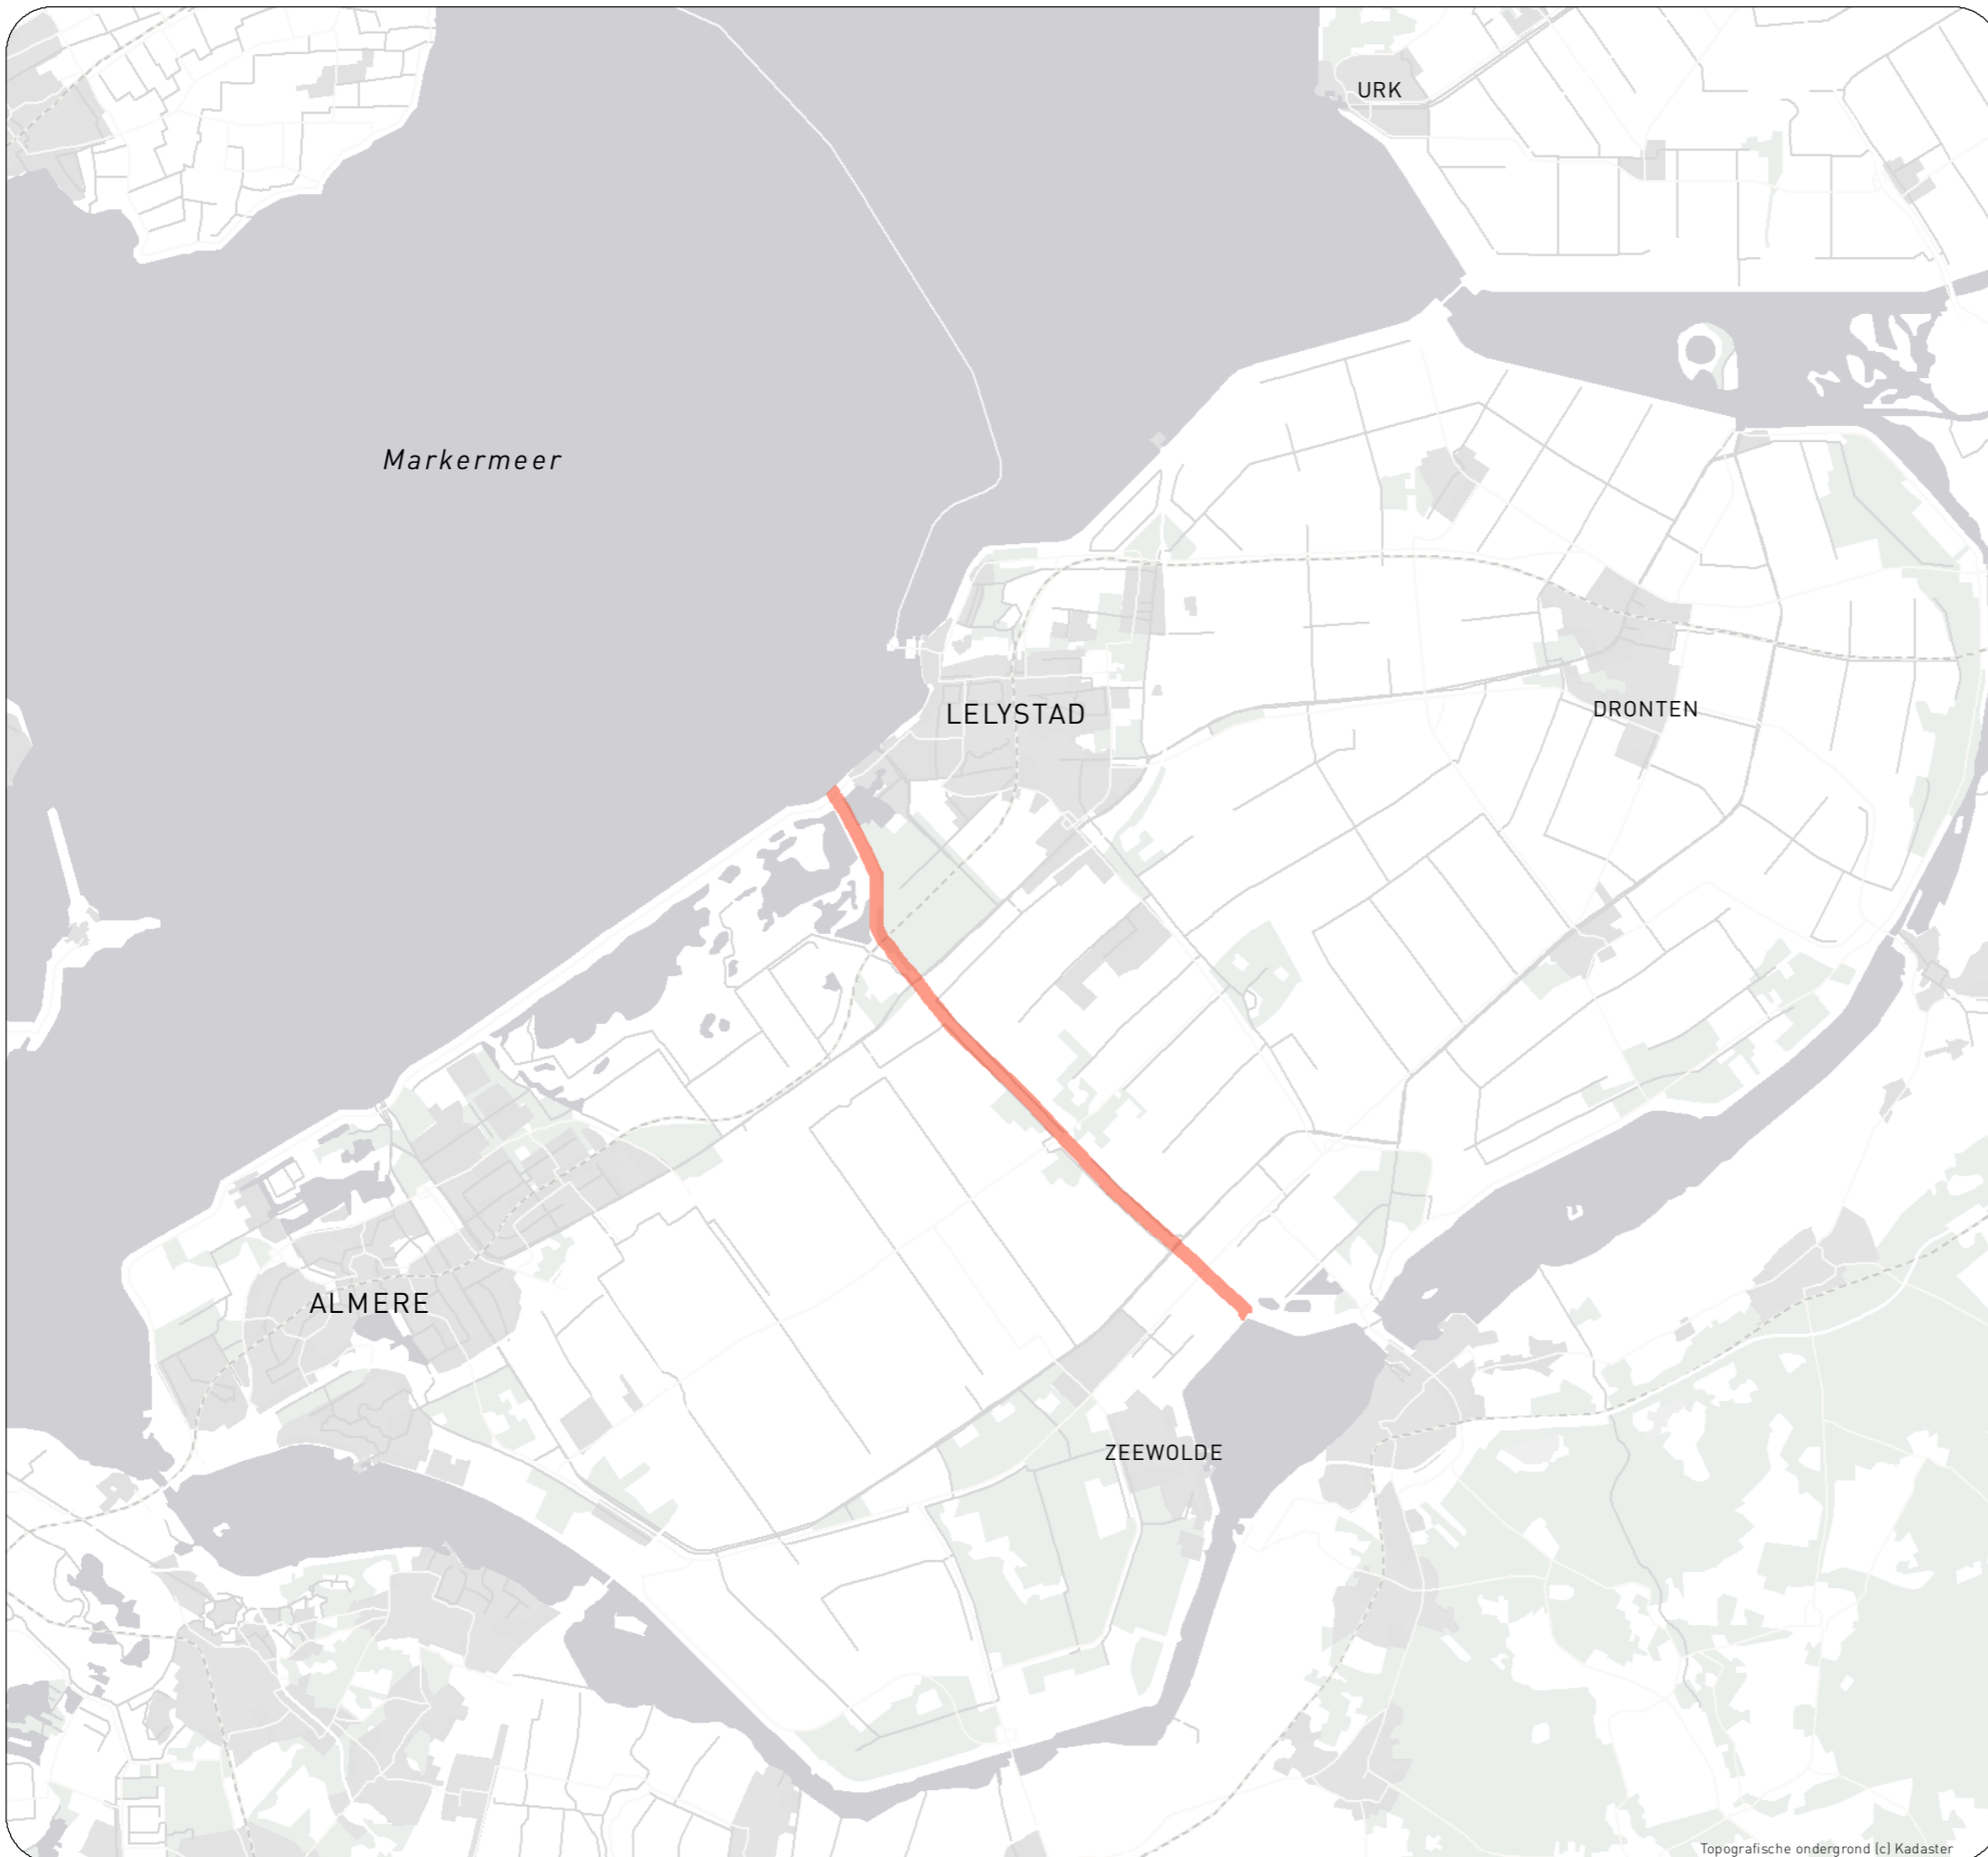 URK
Markermeer
LELYSTAD
DRONTEN
ALMERE
ZEEWOLDE
Topografische ondergrond (c) Kadaster